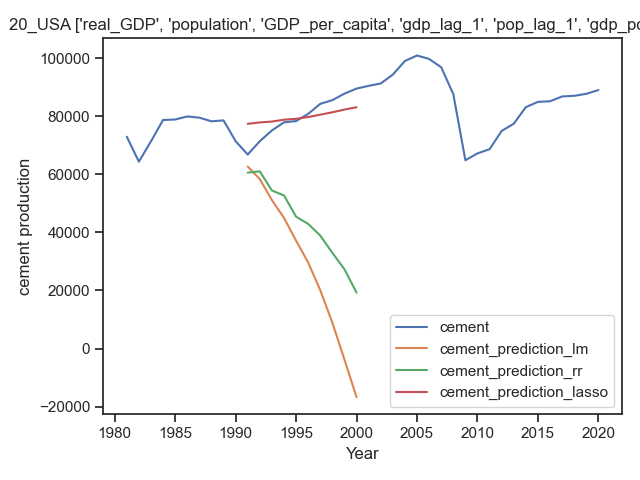 20_USA ['real_GDP', 'population', 'GDP_per_capita', 'gdp_lag_1', 'pop_lag_1', 'gdp_po
100000
80000
60000
40000
20000
0
−20000
cement production
1980 1985 1990 1995 2000 2005 2010 2015 2020
Year
cement
cement_prediction_lm
cement_prediction_rr
cement_prediction_lasso